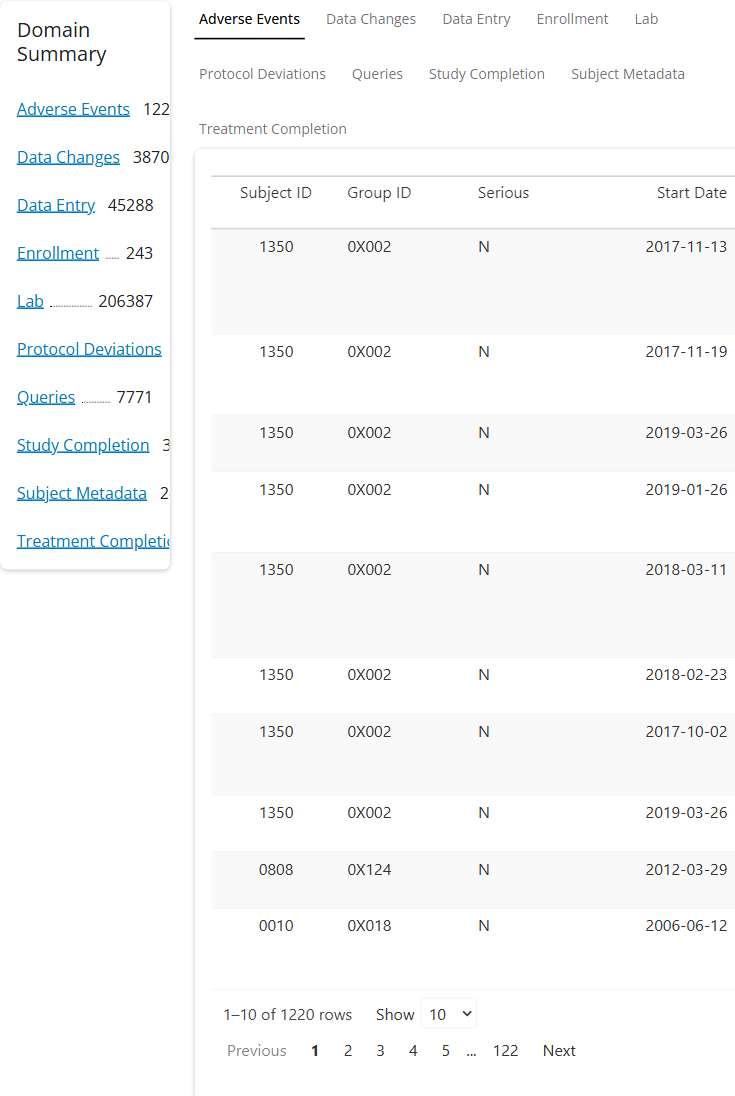 Domain
Summary
Adverse Events 122
Data Changes 3870
Data Entry 45288
Enrollment ..... 243
Lab ............... 206387
Protocol Deviations
Queries .......... 7771
Study Completion 3
Subject Metadata 2
Treatment Completio
Adverse Events Data Changes Data Entry Enrollment Lab
Protocol Deviations Queries Study Completion Subject Metadata
Treatment Completion
Subject ID Group ID Serious Start Date
1350 0X002 N 2017-11-13
1350 0X002 N 2017-11-19
1350 0X002 N 2019-03-26
1350 0X002 N 2019-01-26
1350 0X002 N 2018-03-11
1350 0X002 N 2018-02-23
1350 0X002 N 2017-10-02
1350 0X002 N 2019-03-26
0808 0X124 N 2012-03-29
0010 0X018 N 2006-06-12
1–10 of 1220 rows Show 10
Previous 1 2 3 4 5 ... 122 Next